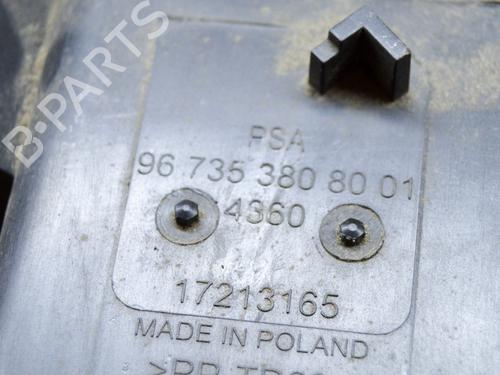 B-PARTS
PSA
96 735 380 80 01
4360
17213165
MADE IN POLAND